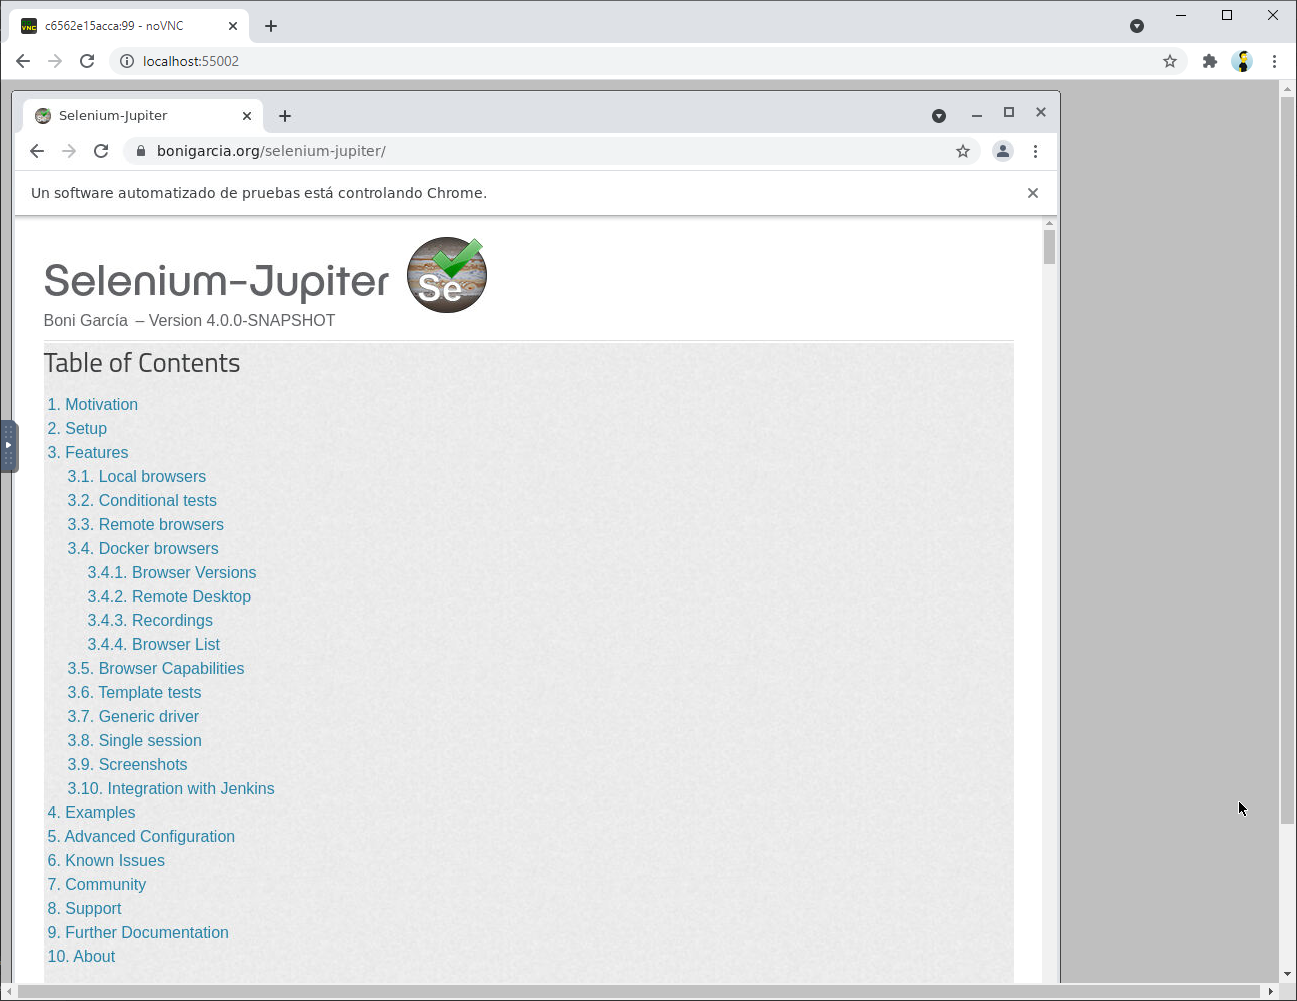 c6562e15acca:99 - noVNC
localhost:55002
Selenium-Jupiter
bonigarcia.org/selenium-jupiter/
Un software automatizado de pruebas está controlando Chrome.
Selenium-Jupiter
Se
Boni García – Version 4.0.0-SNAPSHOT
Table of Contents
1. Motivation
2. Setup
3. Features
3.1. Local browsers
3.2. Conditional tests
3.3. Remote browsers
3.4. Docker browsers
3.4.1. Browser Versions
3.4.2. Remote Desktop
3.4.3. Recordings
3.4.4. Browser List
3.5. Browser Capabilities
3.6. Template tests
3.7. Generic driver
3.8. Single session
3.9. Screenshots
3.10. Integration with Jenkins
4. Examples
5. Advanced Configuration
6. Known Issues
7. Community
8. Support
9. Further Documentation
10. About